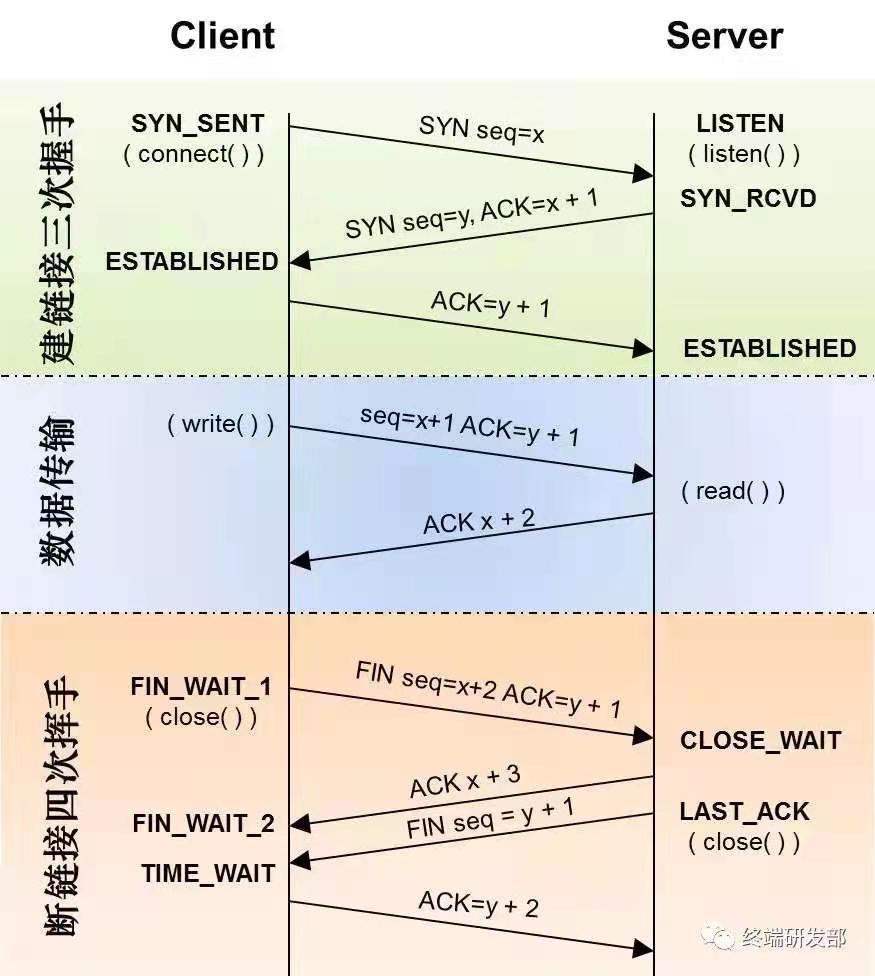 Client
Server
建链接三次握手
SYN_SENT
( connect( ) )
SYN seq=x
LISTEN
( listen( ) )
SYN_RCVD
SYN seq=y, ACK=x + 1
ESTABLISHED
ACK=y + 1
ESTABLISHED
数据传输
( write( ) )
seq=x+1 ACK=y + 1
( read( ) )
ACK x + 2
断链接四次挥手
FIN_WAIT_1
( close( ) )
FIN seq=x+2 ACK=y + 1
CLOSE_WAIT
ACK x + 3
FIN_WAIT_2
FIN seq = y + 1
LAST_ACK
( close( ) )
TIME_WAIT
ACK=y + 2
终端研发部